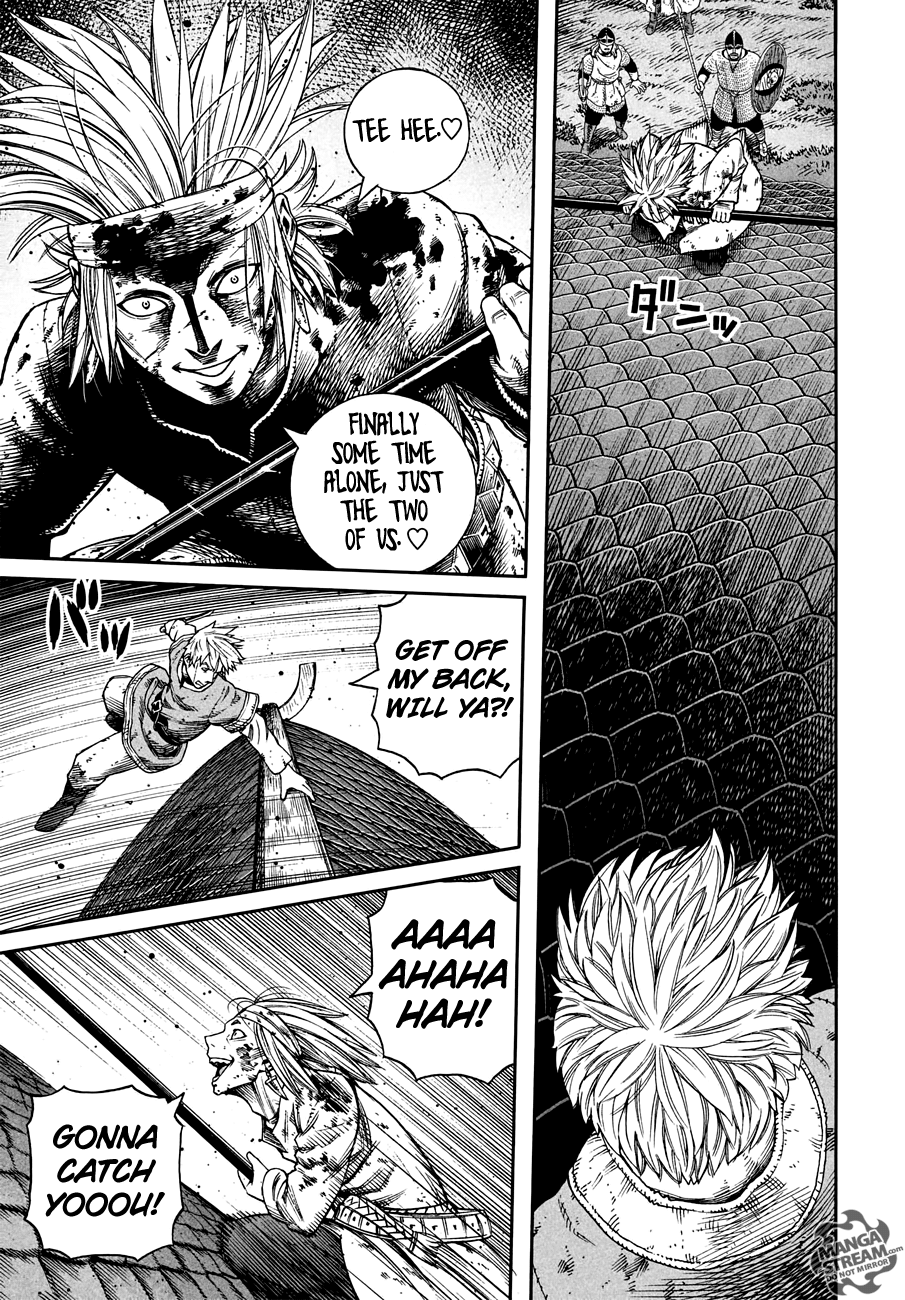 ダンッ
TEE HEE.♡
FINALLY
SOME TIME
ALONE, JUST
THE TWO
OF US.♡
バッ
GET OFF
MY BACK,
WILL YA?!
AAAA
AHAHA
HAH!
GONNA
CATCH
YOOOU!
MANGA
STREAM.com
DO NOT MIRROR!